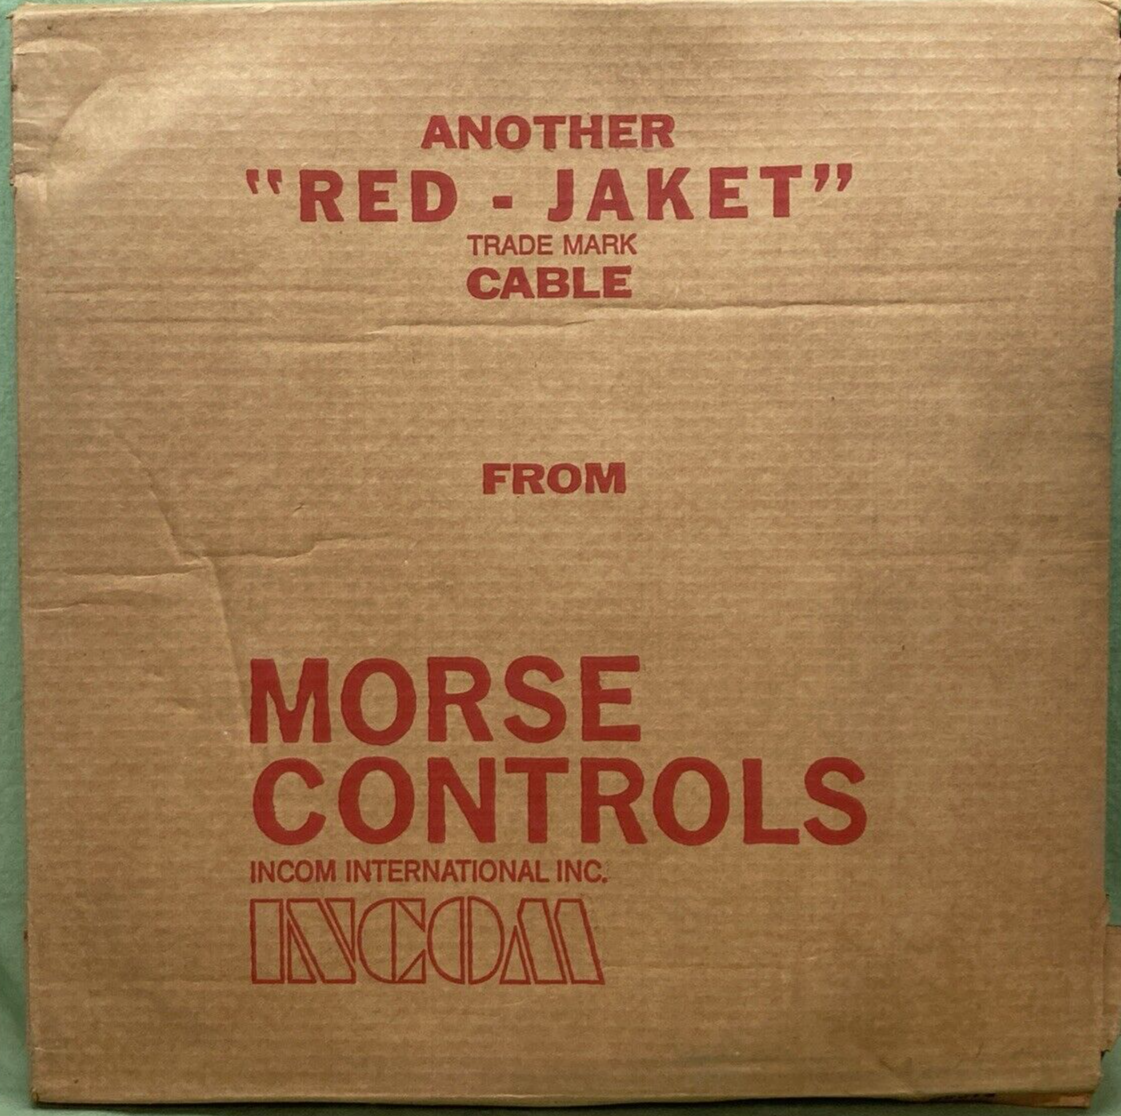 ANOTHER
"RED - JAKET"
TRADE MARK
CABLE
FROM
MORSE
CONTROLS
INCOM INTERNATIONAL INC.
INCOM